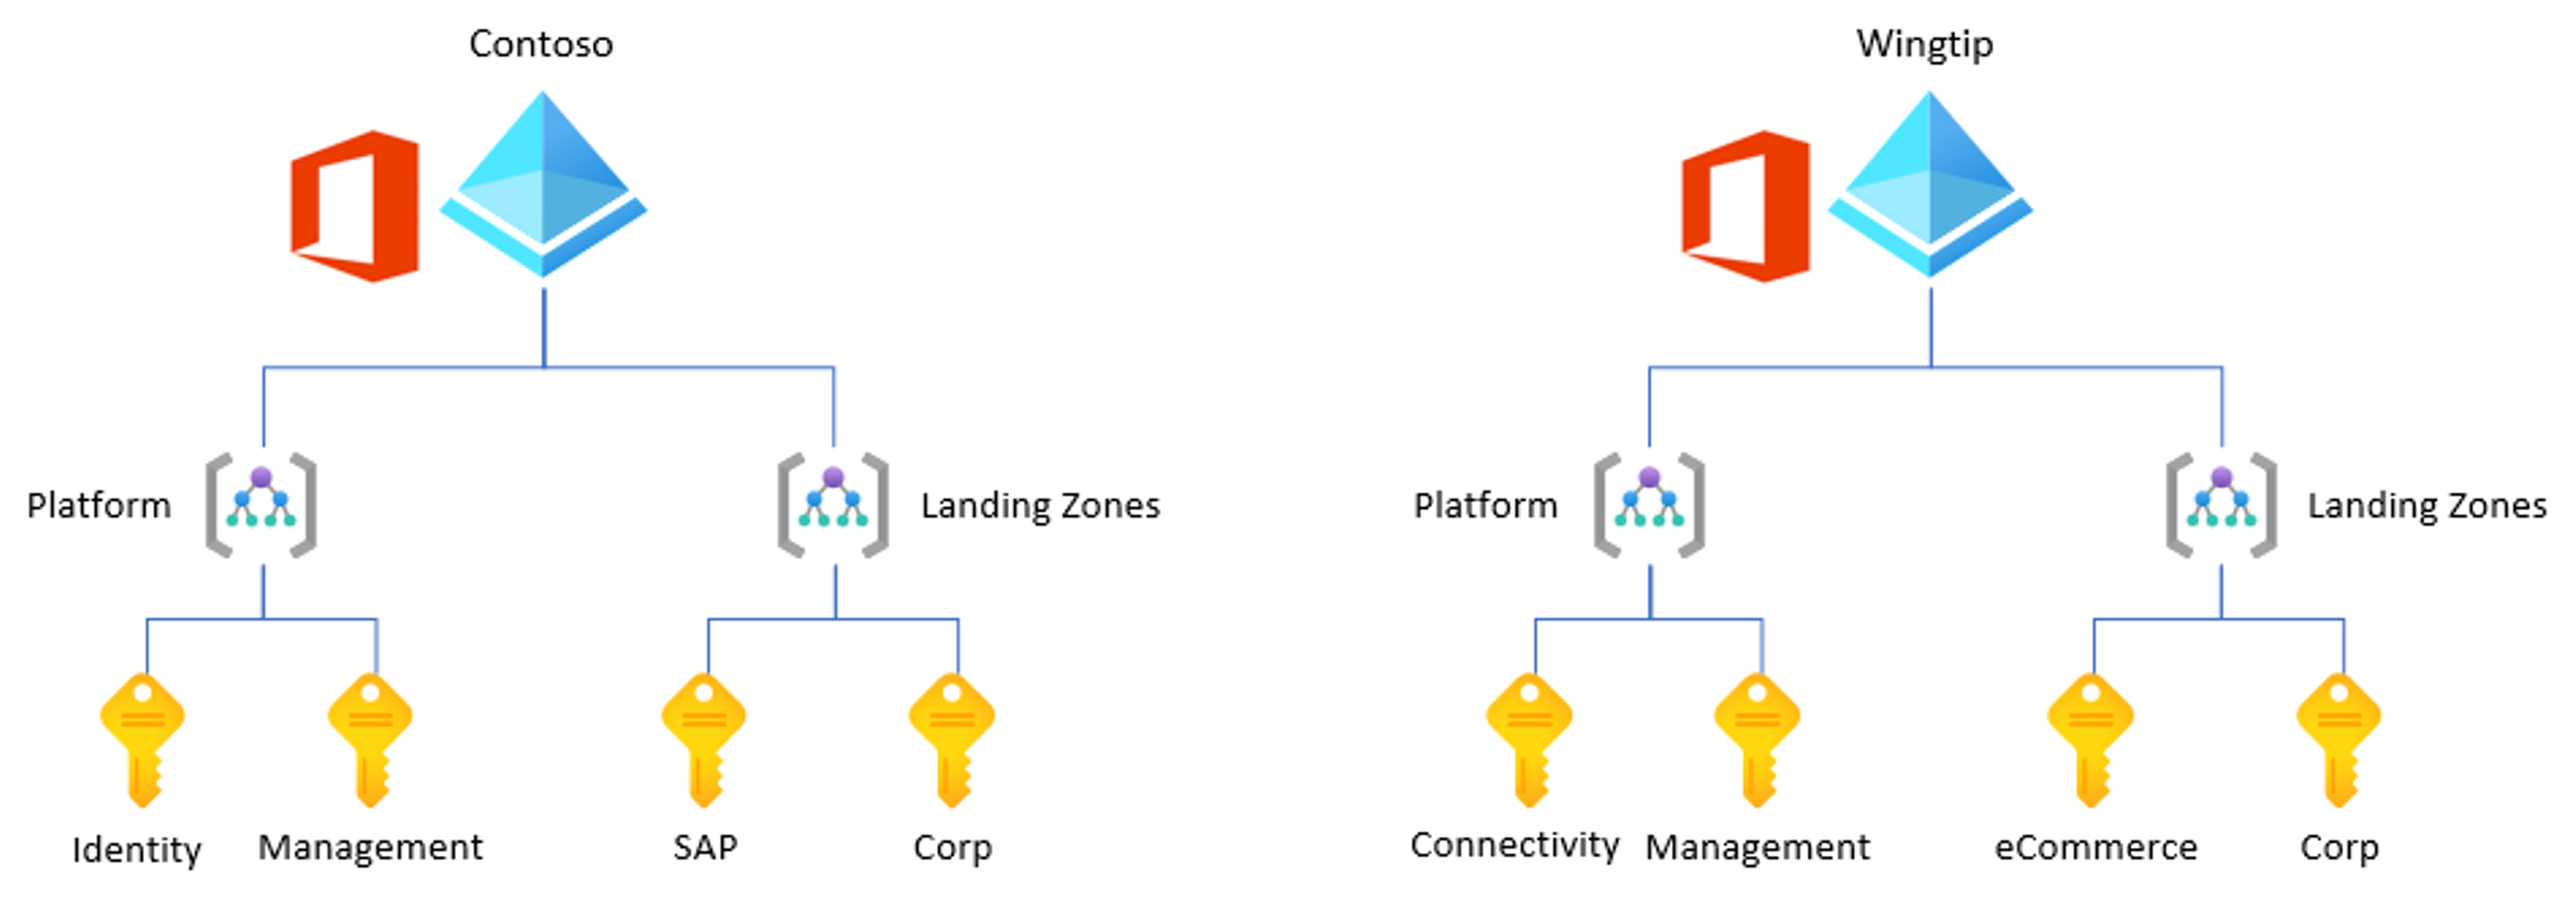 Contoso
Wingtip
Platform
Landing Zones
Platform
Landing Zones
Identity
Management
SAP
Corp
Connectivity
Management
eCommerce
Corp